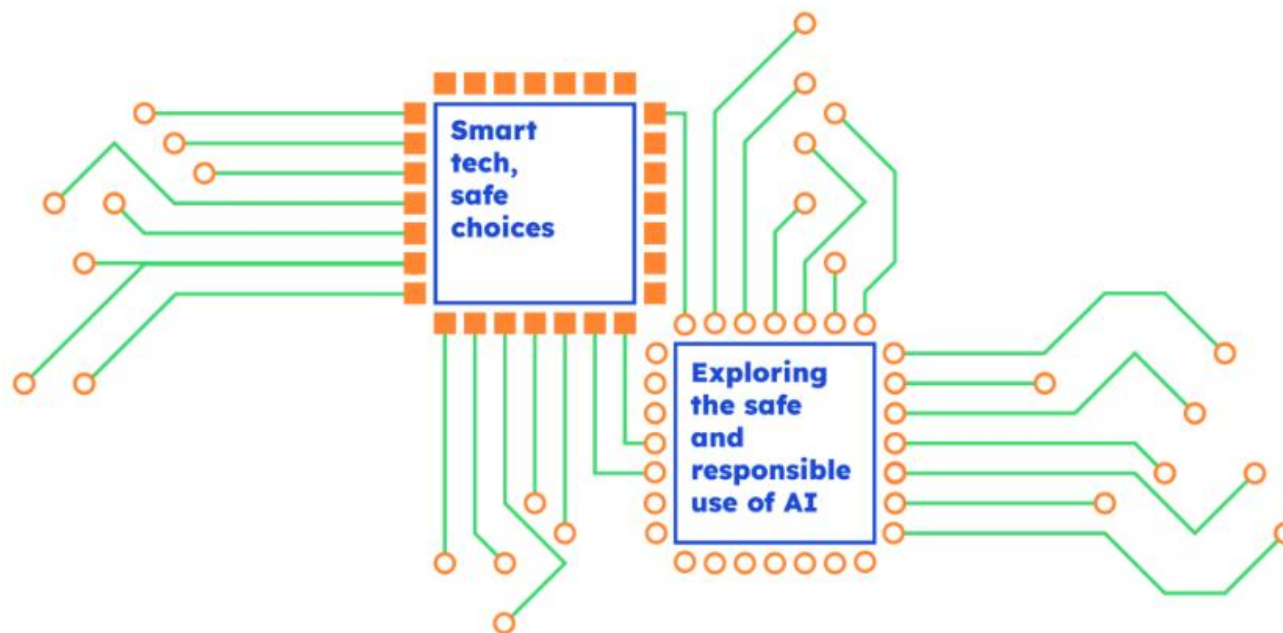 Smart
tech,
safe
choices
Exploring
the safe
and
responsible
use of AI